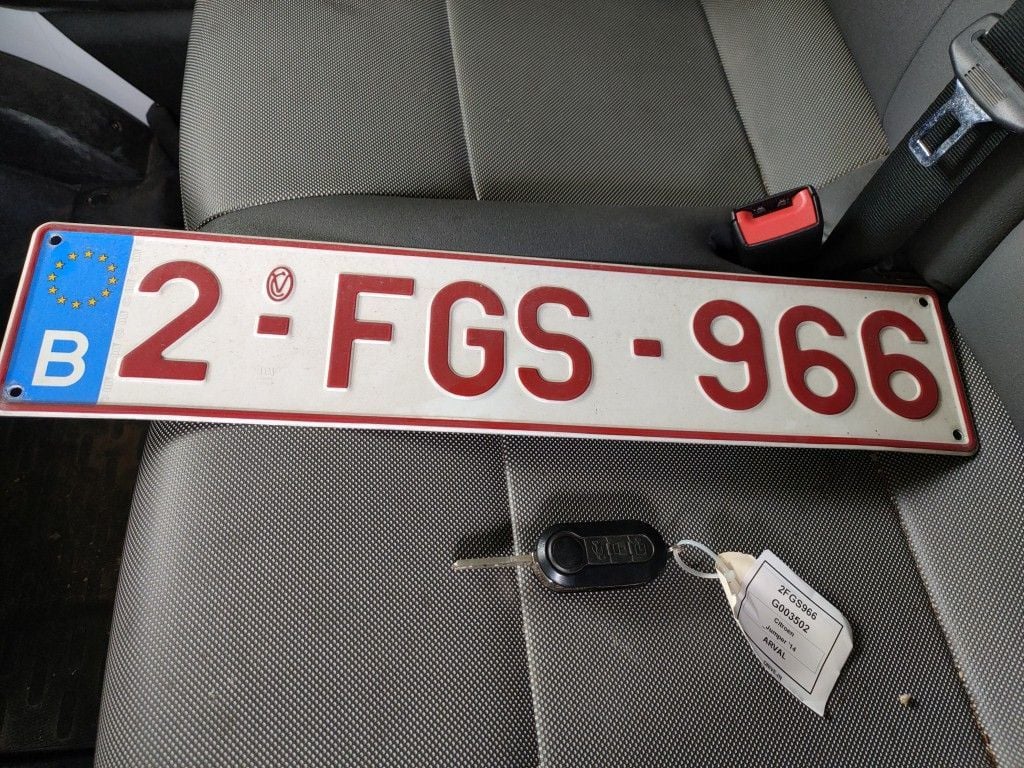 B 2-FGS-966
2FGS966
G003502
Citroen
Jumper '14
ARVAL